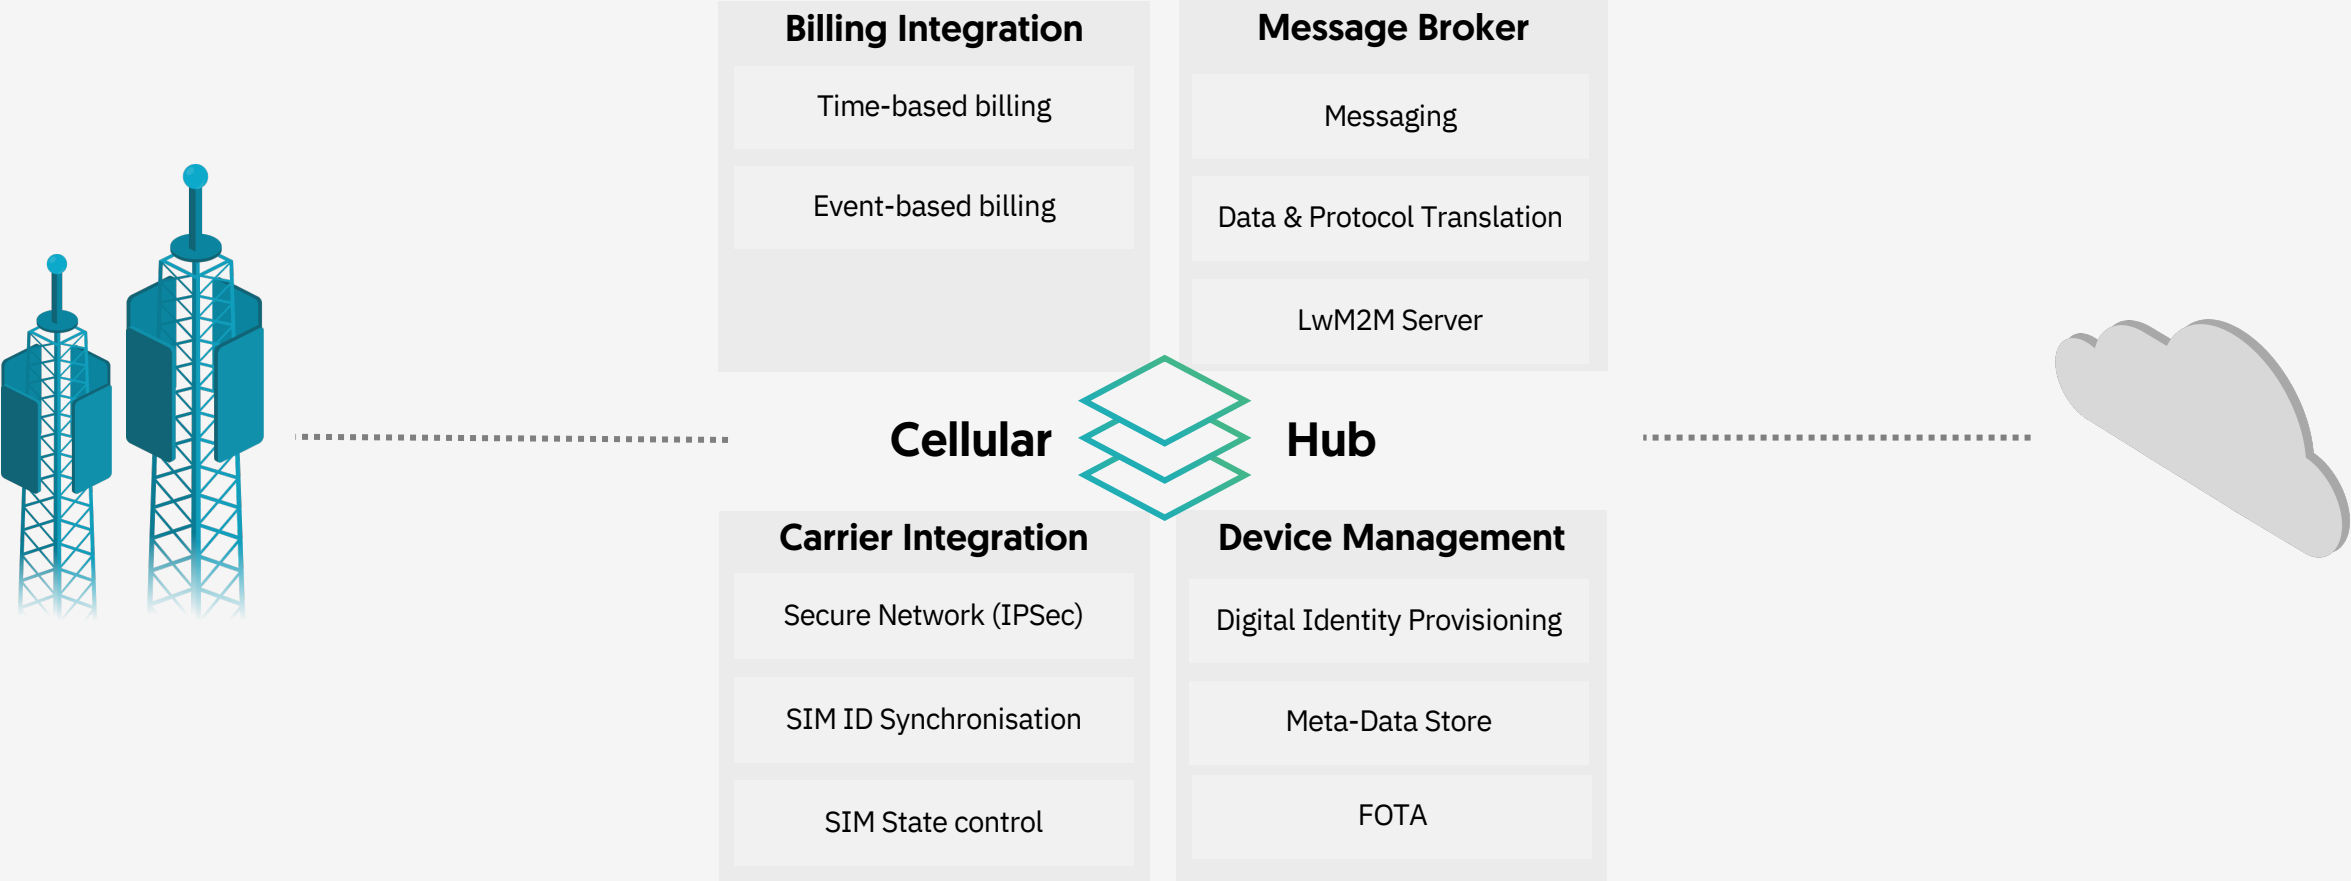 Billing Integration
Time-based billing
Event-based billing
Message Broker
Messaging
Data & Protocol Translation
LwM2M Server
Cellular Hub
Carrier Integration
Secure Network (IPSec)
SIM ID Synchronisation
SIM State control
Device Management
Digital Identity Provisioning
Meta-Data Store
FOTA